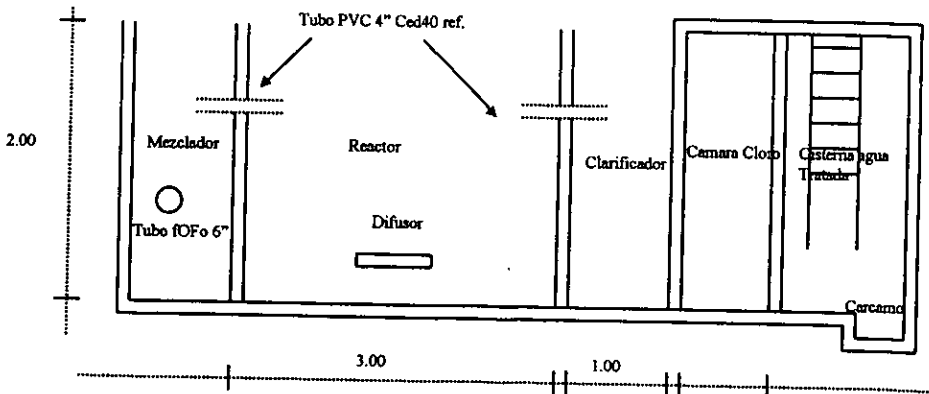 Tubo PVC 4" Ced40 ref.
2.00
Mezclador
Reactor
Clarificador
Camara Cloro
Cisterna agua
Tratada
Tubo fOFo 6"
Difusor
Carcamo
3.00
1.00